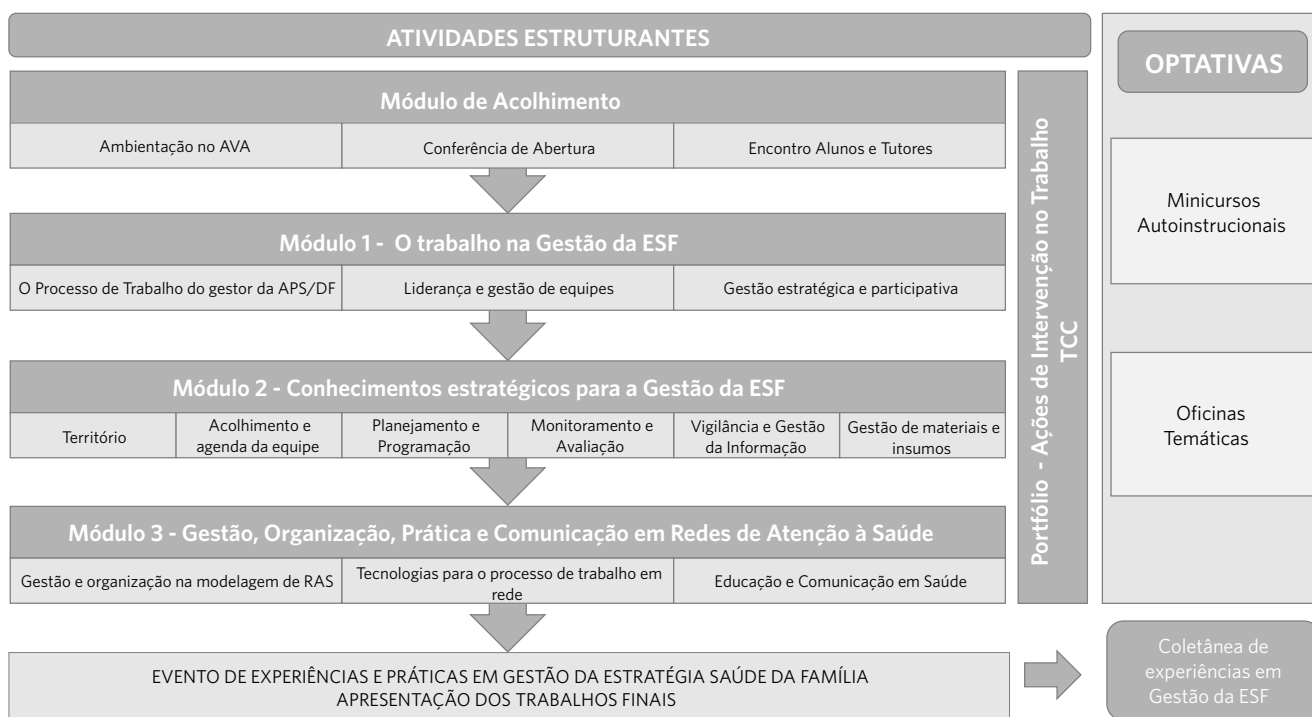 ATIVIDADES ESTRUTURANTES
Módulo de Acolhimento
Ambientação no AVA
Conferência de Abertura
Encontro Alunos e Tutores
Módulo 1 - O trabalho na Gestão da ESF
O Processo de Trabalho do gestor da APS/DF
Liderança e gestão de equipes
Gestão estratégica e participativa
Módulo 2 - Conhecimentos estratégicos para a Gestão da ESF
Território
Acolhimento e
agenda da equipe
Planejamento e
Programação
Monitoramento e
Avaliação
Vigilância e Gestão
da Informação
Gestão de materiais e
insumos
Módulo 3 - Gestão, Organização, Prática e Comunicação em Redes de Atenção à Saúde
Gestão e organização na modelagem de RAS
Tecnologias para o processo de trabalho em
rede
Educação e Comunicação em Saúde
EVENTO DE EXPERIÊNCIAS E PRÁTICAS EM GESTÃO DA ESTRATÉGIA SAÚDE DA FAMÍLIA
APRESENTAÇÃO DOS TRABALHOS FINAIS
Portfólio - Ações de Intervenção no Trabalho
TCC
OPTATIVAS
Minicursos
Autoinstrucionais
Oficinas
Temáticas
Coletânea de
experiências em
Gestão da ESF